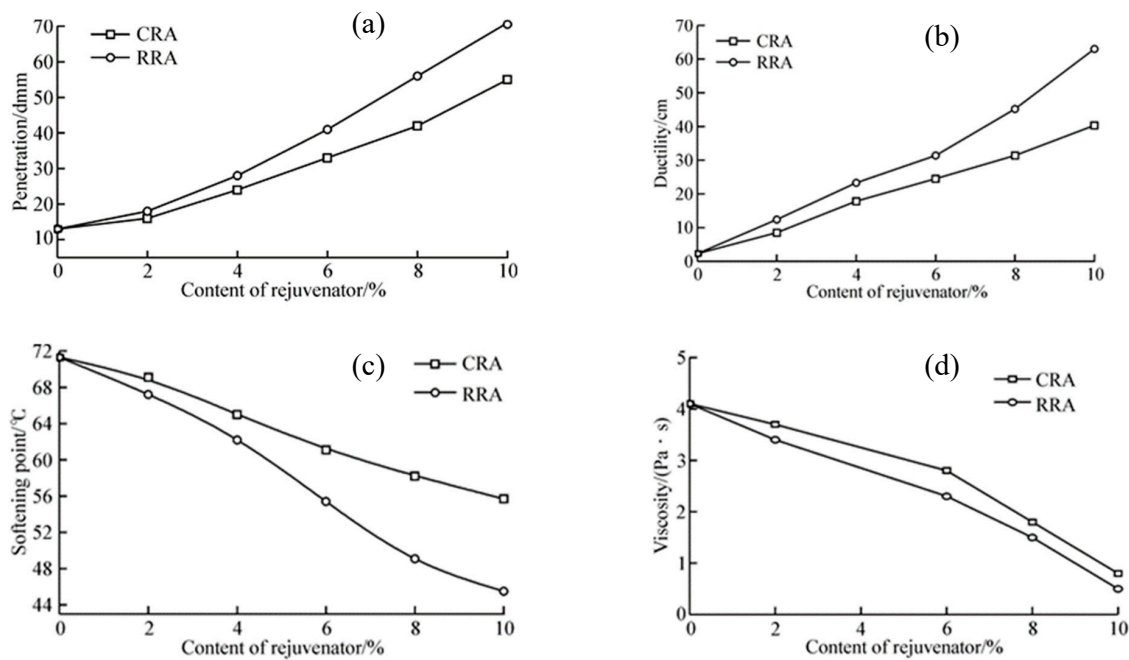 (a)
CRA
RRA
Penetration/dmm
70
60
50
40
30
20
10
0 2 4 6 8 10
Content of rejuvenator/%
(b)
CRA
RRA
Ductility/cm
70
60
50
40
30
20
10
0
0 2 4 6 8 10
Content of rejuvenator/%
(c)
CRA
RRA
Softening point/℃
72
68
64
60
56
52
48
44
0 2 4 6 8 10
Content of rejuvenator/%
(d)
CRA
RRA
Viscosity/(Pa · s)
5
4
3
2
1
0
0 2 4 6 8 10
Content of rejuvenator/%